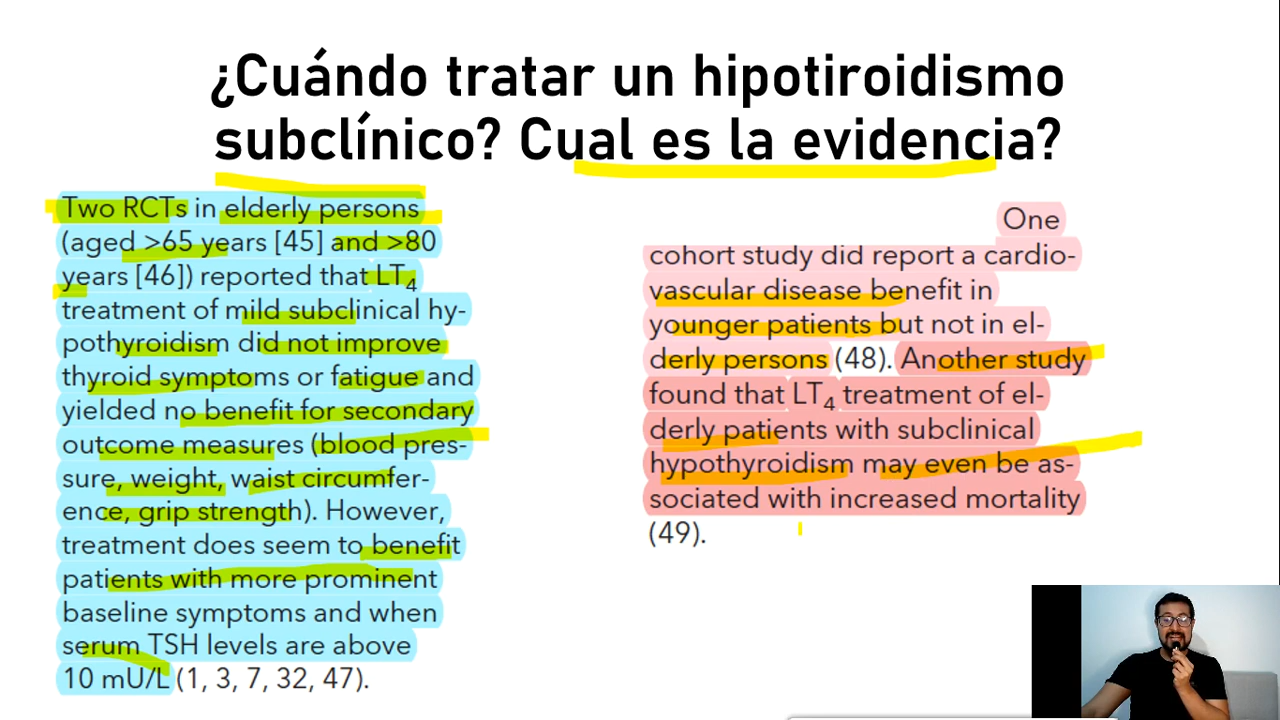 ¿Cuándo tratar un hipotiroidismo
subclínico? Cual es la evidencia?
Two RCTs in elderly persons
(aged >65 years [45] and >80
years [46]) reported that LT4
treatment of mild subclinical hy-
pothyroidism did not improve
thyroid symptoms or fatigue and
yielded no benefit for secondary
outcome measures (blood pres-
sure, weight, waist circumfer-
ence, grip strength). However,
treatment does seem to benefit
patients with more prominent
baseline symptoms and when
serum TSH levels are above
10 mU/L (1, 3, 7, 32, 47).
One
cohort study did report a cardio-
vascular disease benefit in
younger patients but not in el-
derly persons (48). Another study
found that LT4 treatment of el-
derly patients with subclinical
hypothyroidism may even be as-
sociated with increased mortality
(49).